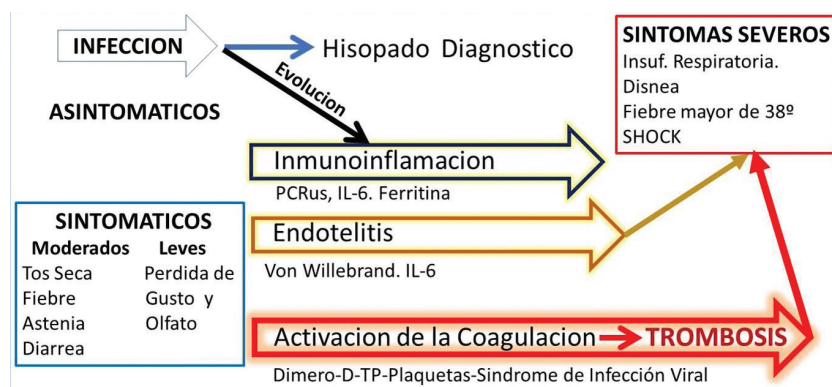 INFECCION
Hisopado Diagnostico
Evolucion
ASINTOMATICOS
SINTOMAS SEVEROS
Insuf. Respiratoria.
Disnea
Fiebre mayor de 38º
SHOCK
Inmunoinflamacion
PCRus, IL-6. Ferritina
SINTOMATICOS
Moderados Leves
Tos Seca Perdida de
Fiebre Gusto y
Astenia Olfato
Diarrea
Endotelitis
Von Willebrand. IL-6
Activacion de la Coagulacion TROMBOSIS
Dimero-D-TP-Plaquetas-Sindrome de Infección Viral